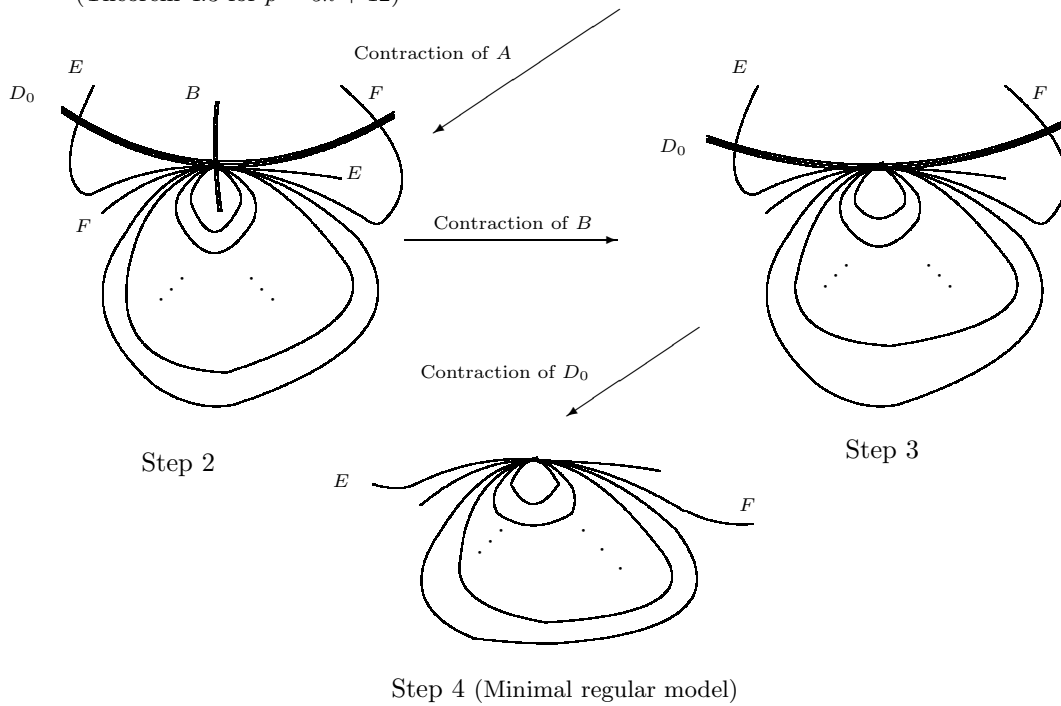 Contraction of A
E
D₀
B
F
E
F
E
D₀
F
Contraction of B
Contraction of D₀
Step 2
Step 3
E
F
Step 4 (Minimal regular model)